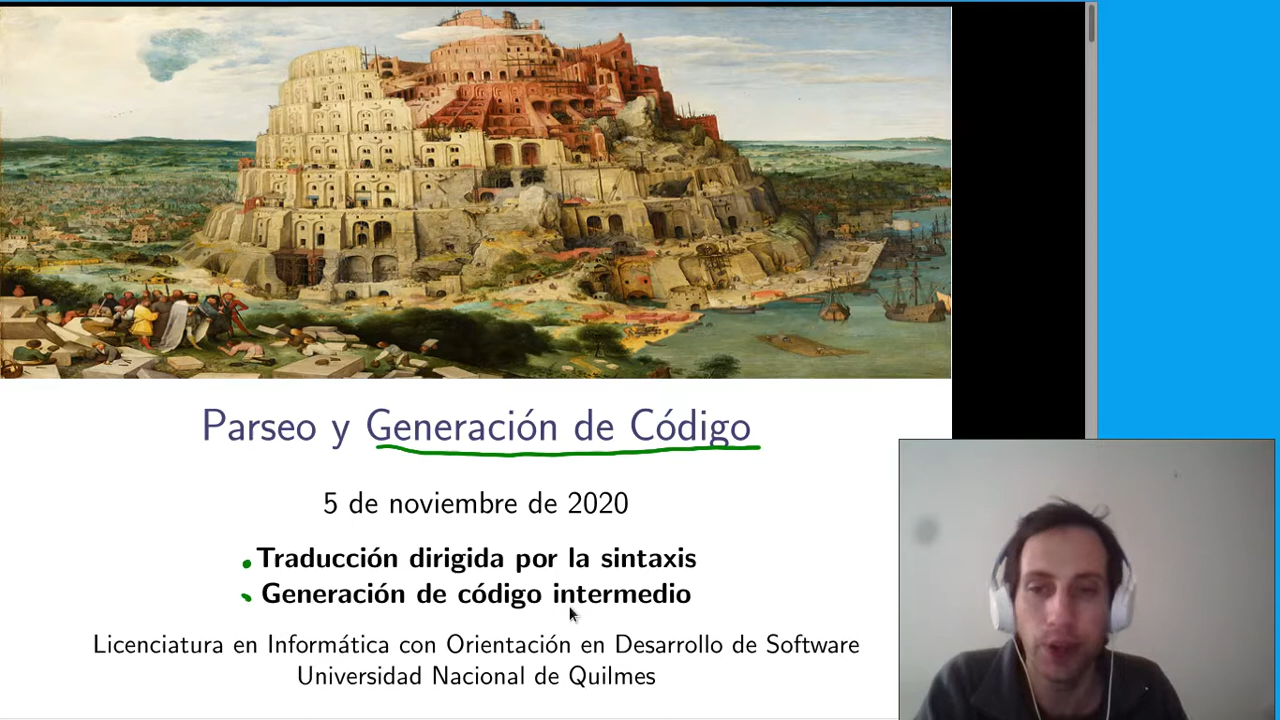 Parseo y Generación de Código
5 de noviembre de 2020
Traducción dirigida por la sintaxis
Generación de código intermedio
Licenciatura en Informática con Orientación en Desarrollo de Software
Universidad Nacional de Quilmes